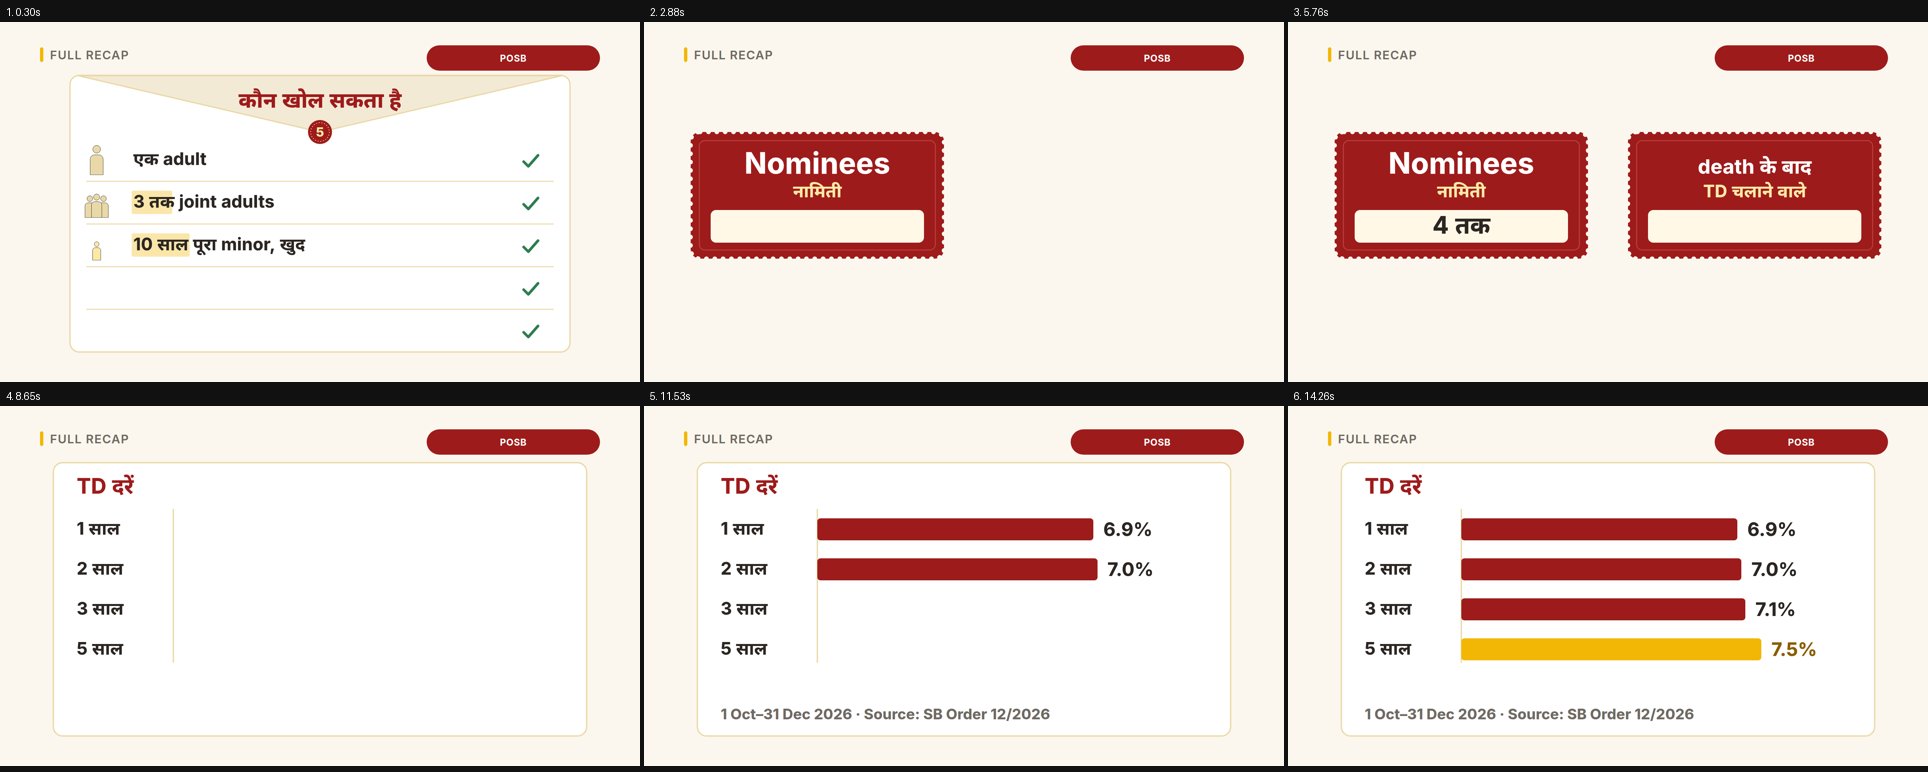 1. 0.30s
FULL RECAP
POSB
कौन खोल सकता है
5
एक adult
3 तक joint adults
10 साल पूरा minor, खुद
2. 2.88s
FULL RECAP
POSB
Nominees
नामिती
3. 5.76s
FULL RECAP
POSB
Nominees
नामिती
4 तक
death के बाद
TD चलाने वाले
4. 8.65s
FULL RECAP
POSB
TD दरें
1 साल
2 साल
3 साल
5 साल
5. 11.53s
FULL RECAP
POSB
TD दरें
1 साल 6.9%
2 साल 7.0%
3 साल
5 साल
1 Oct–31 Dec 2026 · Source: SB Order 12/2026
6. 14.26s
FULL RECAP
POSB
TD दरें
1 साल 6.9%
2 साल 7.0%
3 साल 7.1%
5 साल 7.5%
1 Oct–31 Dec 2026 · Source: SB Order 12/2026